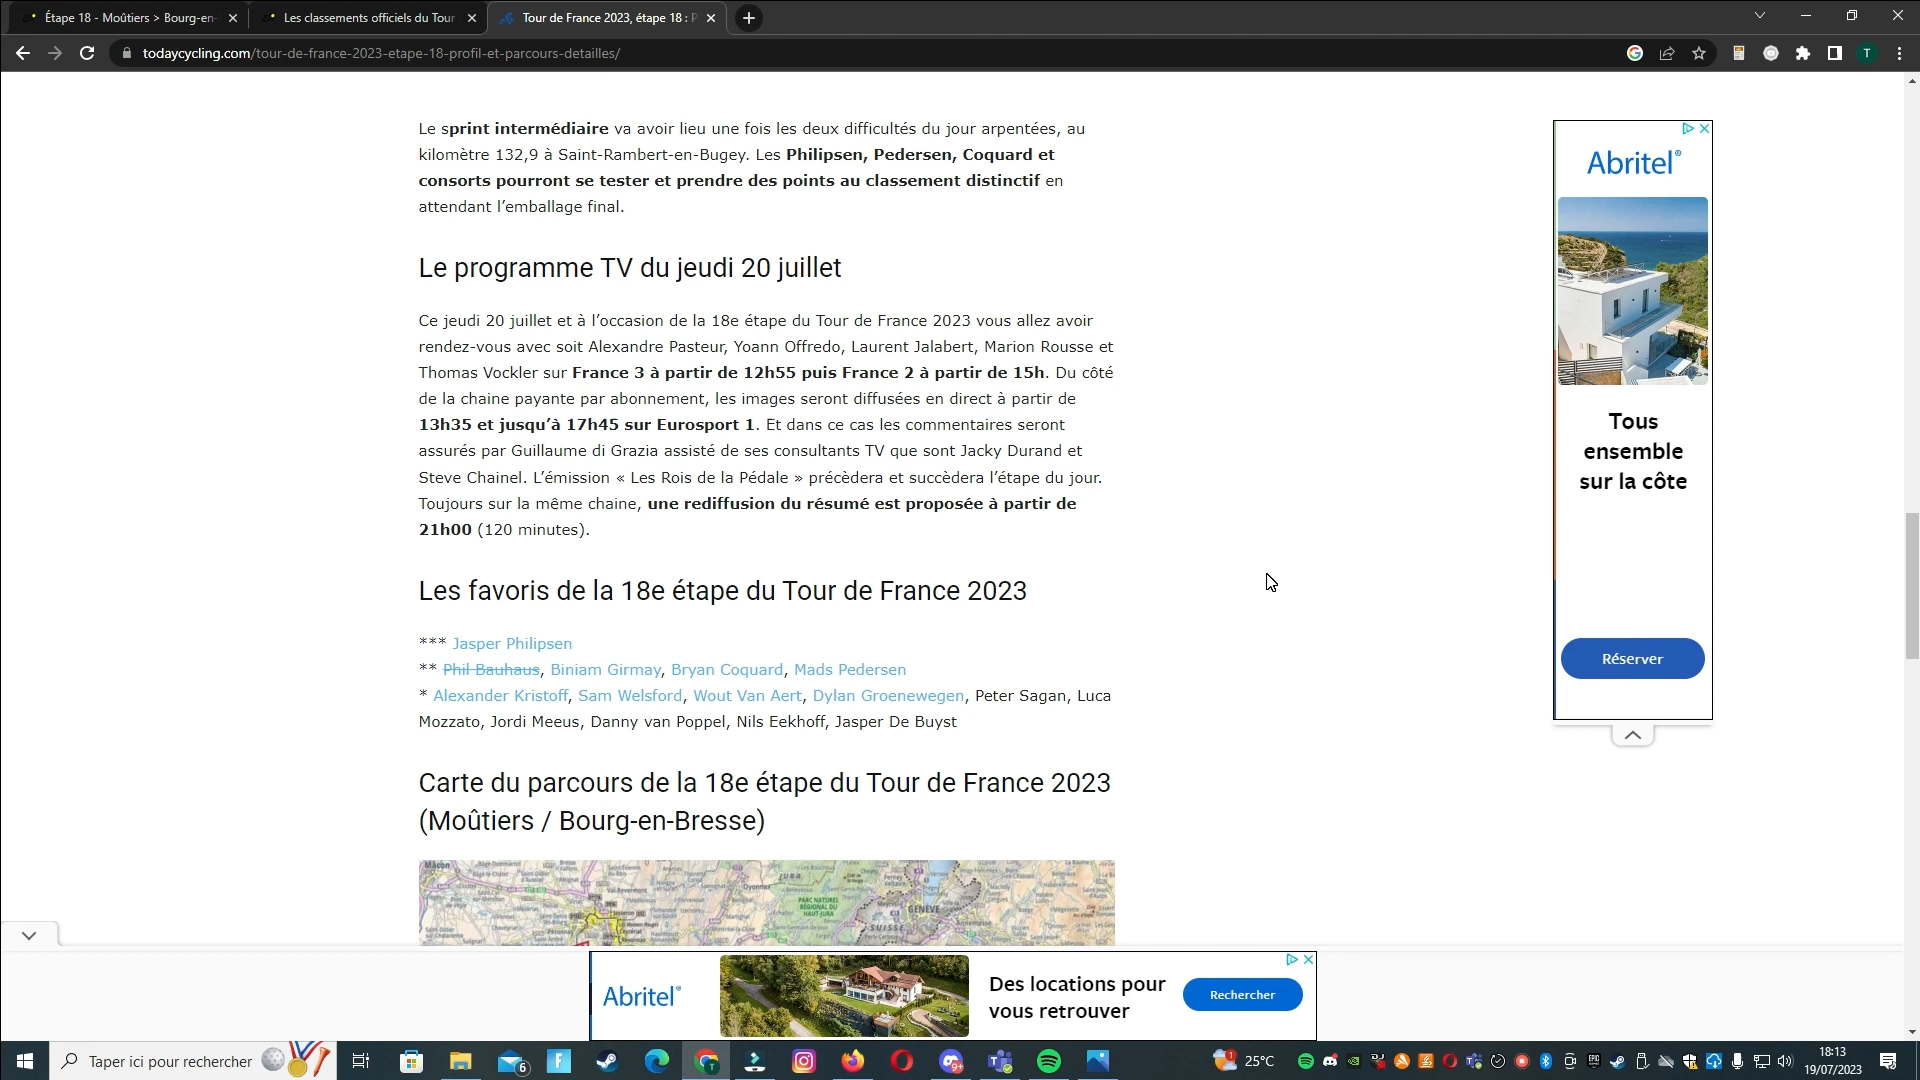 Étape 18 - Moûtiers > Bourg-en-
Les classements officiels du Tour
Tour de France 2023, étape 18 : P
todaycycling.com/tour-de-france-2023-etape-18-profil-et-parcours-detailles/
T
Le sprint intermédiaire va avoir lieu une fois les deux difficultés du jour arpentées, au
kilomètre 132,9 à Saint-Rambert-en-Bugey. Les Philipsen, Pedersen, Coquard et
consorts pourront se tester et prendre des points au classement distinctif en
attendant l’emballage final.
Le programme TV du jeudi 20 juillet
Ce jeudi 20 juillet et à l’occasion de la 18e étape du Tour de France 2023 vous allez avoir
rendez-vous avec soit Alexandre Pasteur, Yoann Offredo, Laurent Jalabert, Marion Rousse et
Thomas Vockler sur France 3 à partir de 12h55 puis France 2 à partir de 15h. Du côté
de la chaine payante par abonnement, les images seront diffusées en direct à partir de
13h35 et jusqu’à 17h45 sur Eurosport 1. Et dans ce cas les commentaires seront
assurés par Guillaume di Grazia assisté de ses consultants TV que sont Jacky Durand et
Steve Chainel. L’émission « Les Rois de la Pédale » précèdera et succèdera l’étape du jour.
Toujours sur la même chaine, une rediffusion du résumé est proposée à partir de
21h00 (120 minutes).
Les favoris de la 18e étape du Tour de France 2023
*** Jasper Philipsen
** Phil Bauhaus, Biniam Girmay, Bryan Coquard, Mads Pedersen
* Alexander Kristoff, Sam Welsford, Wout Van Aert, Dylan Groenewegen, Peter Sagan, Luca
Mozzato, Jordi Meeus, Danny van Poppel, Nils Eekhoff, Jasper De Buyst
Carte du parcours de la 18e étape du Tour de France 2023
(Moûtiers / Bourg-en-Bresse)
Mâcon
JURA
Oyonnax
PARC NATUREL
RÉGIONAL DU
HAUT-JURA
GENÈVE
SUISSE
Abritel
Tous
ensemble
sur la côte
Réserver
Abritel
Des locations pour
vous retrouver
Rechercher
Taper ici pour rechercher
6
9+
1
25°C
18:13
19/07/2023